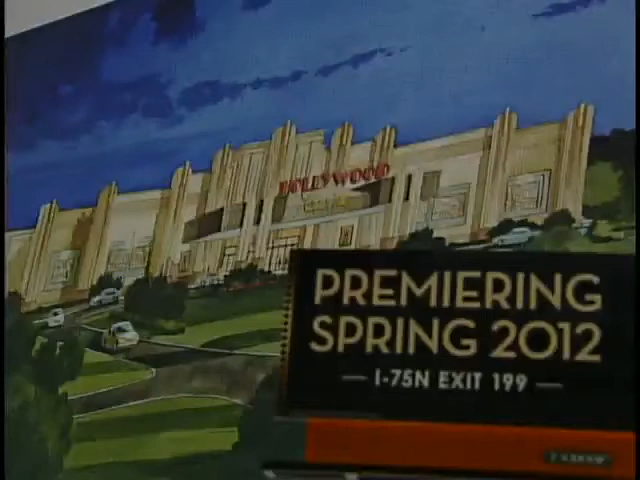 HOLLYWOOD
PREMIERING
SPRING 2012
— I-75N EXIT 199 —